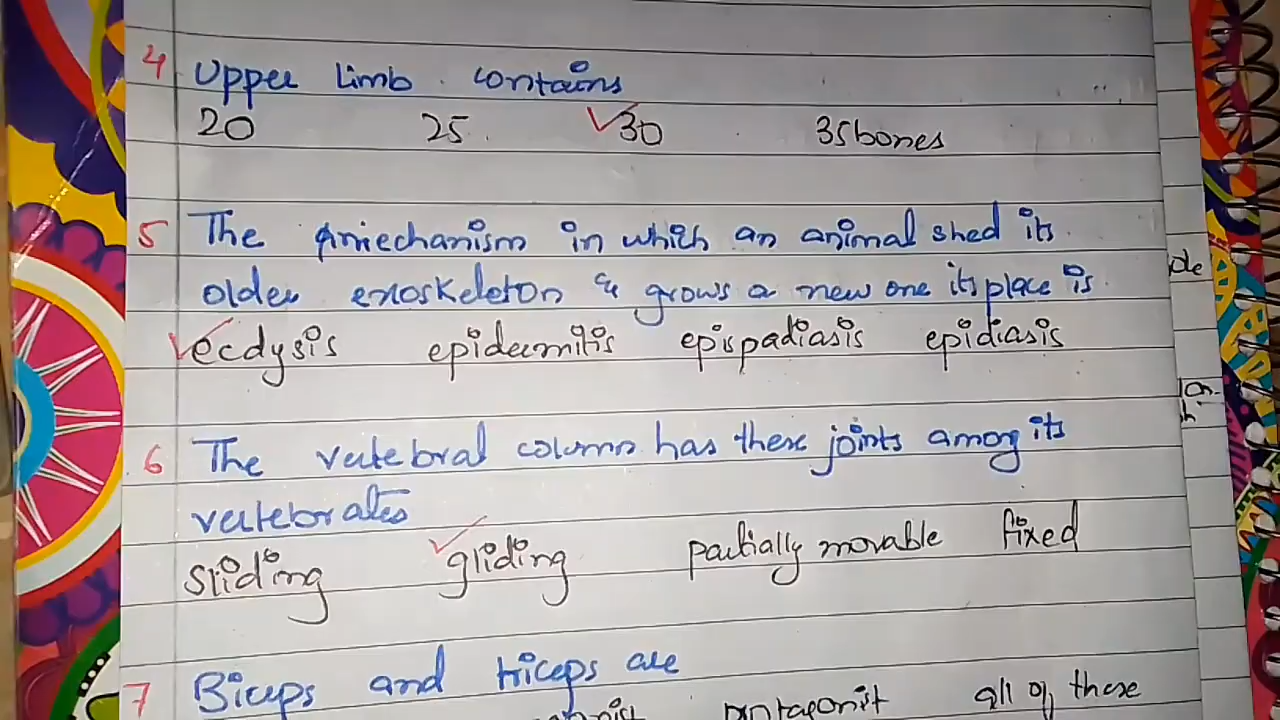 4 Upper limb contains
20 25 30 35 bones
5 The mechanism in which an animal shed its
older exoskeleton & grows a new one its place is
ecdysis epidermitis epispadiasis epidiasis
6 The vertebral column has these joints among its
vertebrates
sliding gliding partially movable fixed
7 Biceps and triceps are
all of these
de